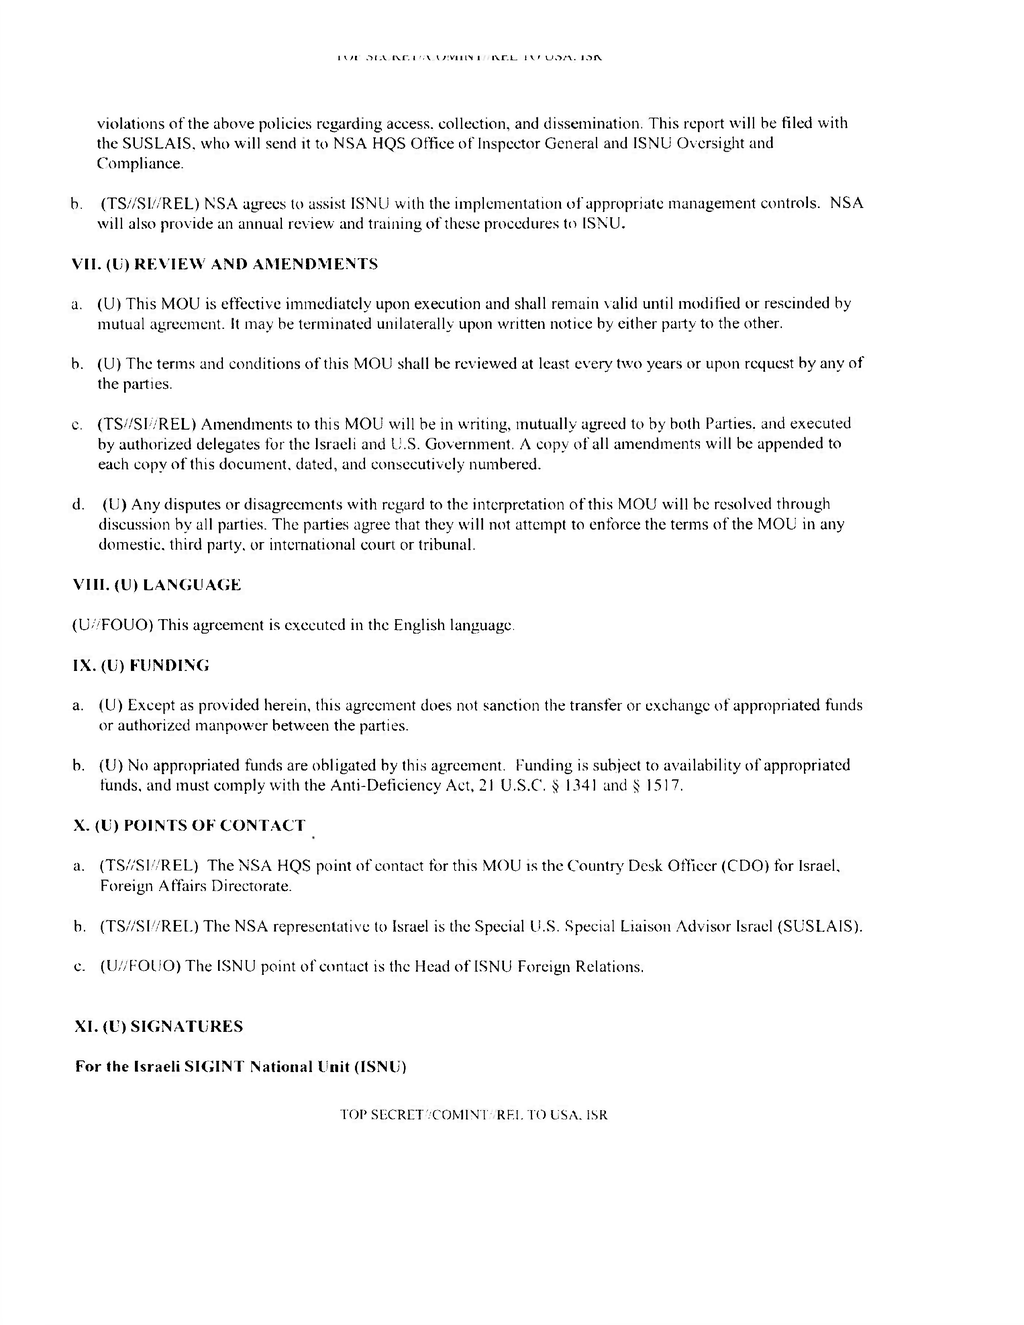 TOP SECRET//COMINT//REL TO USA, ISR
violations of the above policies regarding access, collection, and dissemination. This report will be filed with
the SUSLAIS, who will send it to NSA HQS Office of Inspector General and ISNU Oversight and
Compliance.
b. (TS//SI//REL) NSA agrees to assist ISNU with the implementation of appropriate management controls. NSA
will also provide an annual review and training of these procedures to ISNU.
VII. (U) REVIEW AND AMENDMENTS
a. (U) This MOU is effective immediately upon execution and shall remain valid until modified or rescinded by
mutual agreement. It may be terminated unilaterally upon written notice by either party to the other.
b. (U) The terms and conditions of this MOU shall be reviewed at least every two years or upon request by any of
the parties.
c. (TS//SI//REL) Amendments to this MOU will be in writing, mutually agreed to by both Parties, and executed
by authorized delegates for the Israeli and U.S. Government. A copy of all amendments will be appended to
each copy of this document, dated, and consecutively numbered.
d. (U) Any disputes or disagreements with regard to the interpretation of this MOU will be resolved through
discussion by all parties. The parties agree that they will not attempt to enforce the terms of the MOU in any
domestic, third party, or international court or tribunal.
VIII. (U) LANGUAGE
(U//FOUO) This agreement is executed in the English language.
IX. (U) FUNDING
a. (U) Except as provided herein, this agreement does not sanction the transfer or exchange of appropriated funds
or authorized manpower between the parties.
b. (U) No appropriated funds are obligated by this agreement. Funding is subject to availability of appropriated
funds, and must comply with the Anti-Deficiency Act, 21 U.S.C. § 1341 and § 1517.
X. (U) POINTS OF CONTACT
a. (TS//SI//REL) The NSA HQS point of contact for this MOU is the Country Desk Officer (CDO) for Israel,
Foreign Affairs Directorate.
b. (TS//SI//REL) The NSA representative to Israel is the Special U.S. Special Liaison Advisor Israel (SUSLAIS).
c. (U//FOUO) The ISNU point of contact is the Head of ISNU Foreign Relations.
XI. (U) SIGNATURES
For the Israeli SIGINT National Unit (ISNU)
TOP SECRET//COMINT//REL TO USA, ISR